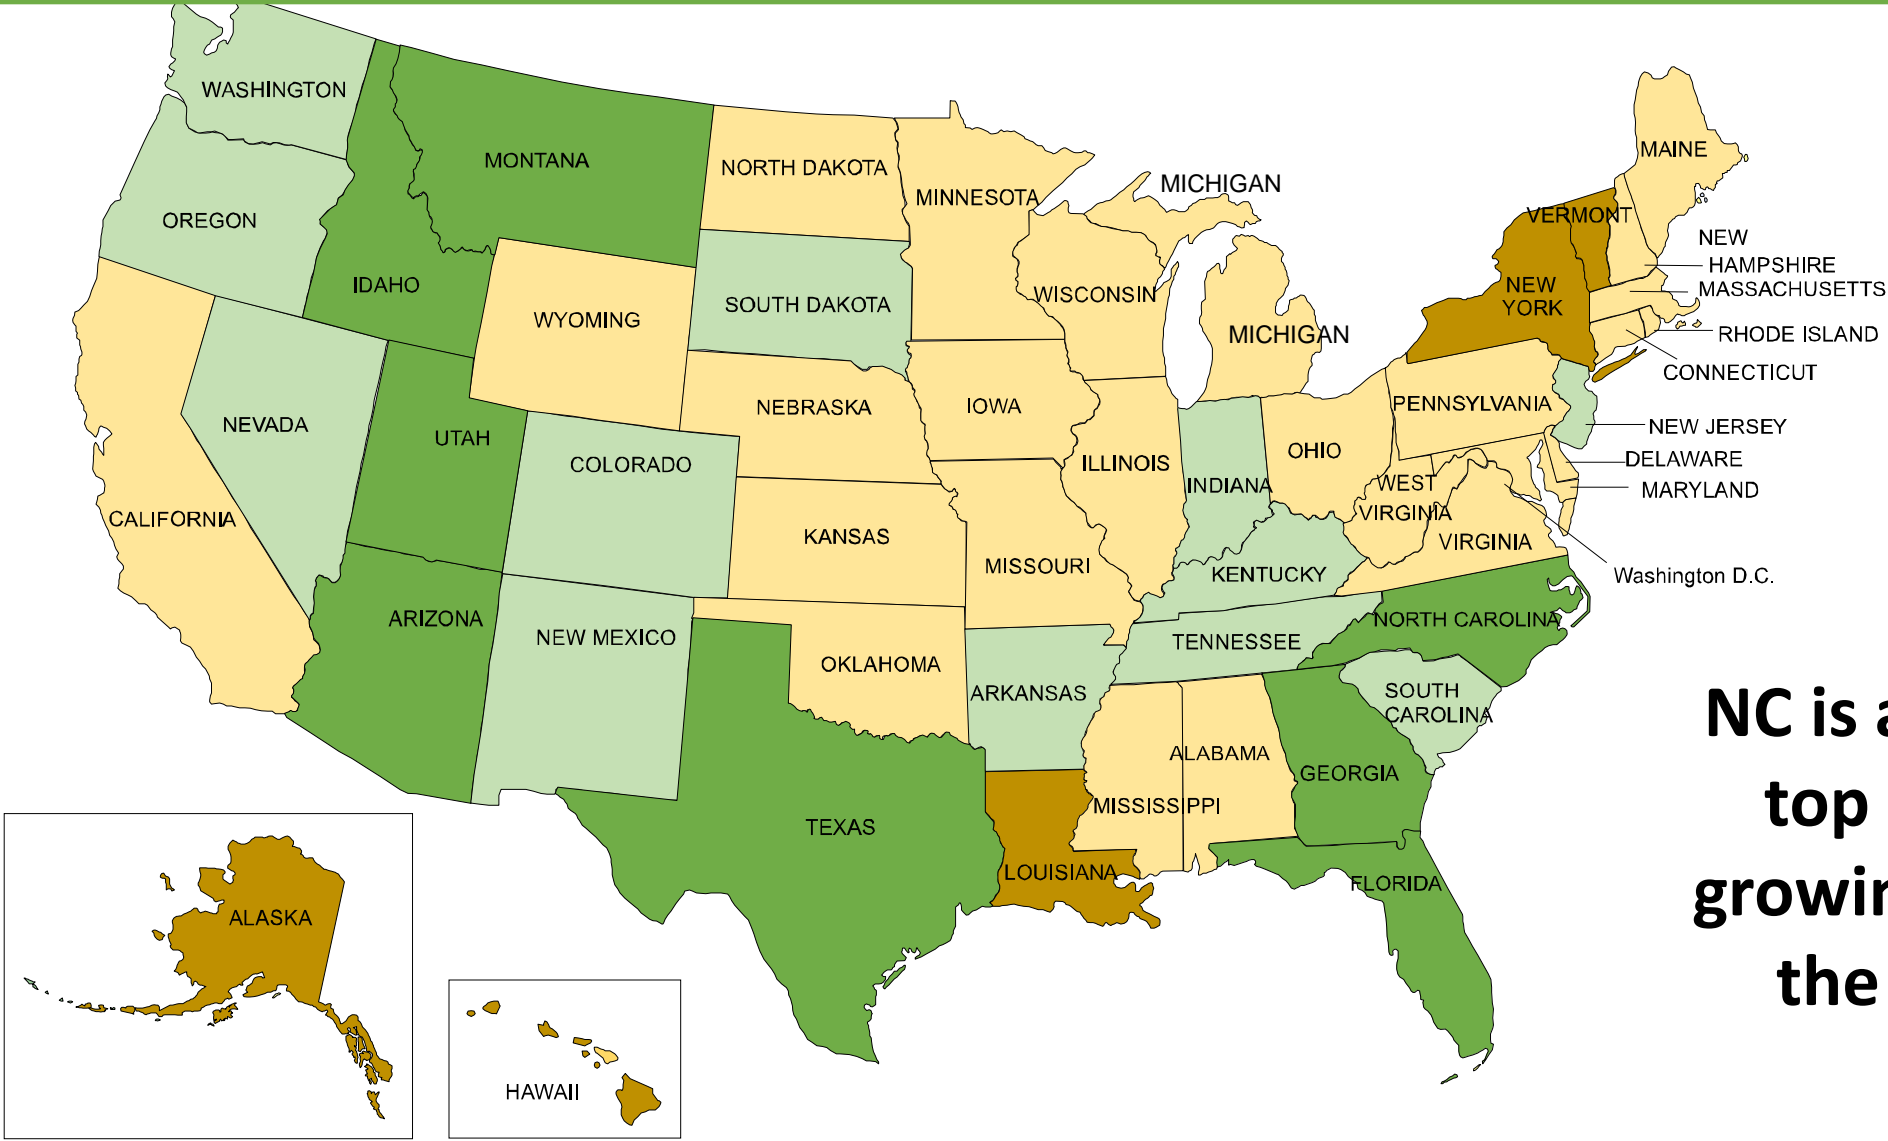 WASHINGTON
MONTANA
NORTH DAKOTA
MINNESOTA
MICHIGAN
MAINE
OREGON
IDAHO
VERMONT
NEW
HAMPSHIRE
MASSACHUSETTS
WYOMING
SOUTH DAKOTA
WISCONSIN
MICHIGAN
NEW
YORK
RHODE ISLAND
CONNECTICUT
NEVADA
UTAH
COLORADO
NEBRASKA
IOWA
ILLINOIS
INDIANA
OHIO
PENNSYLVANIA
NEW JERSEY
DELAWARE
MARYLAND
WEST
VIRGINIA
VIRGINIA
Washington D.C.
CALIFORNIA
KANSAS
MISSOURI
KENTUCKY
ARIZONA
NEW MEXICO
OKLAHOMA
ARKANSAS
TENNESSEE
NORTH CAROLINA
SOUTH
CAROLINA
TEXAS
LOUISIANA
MISSISSIPPI
ALABAMA
GEORGIA
FLORIDA
ALASKA
HAWAII
NC is a
top
growin
the